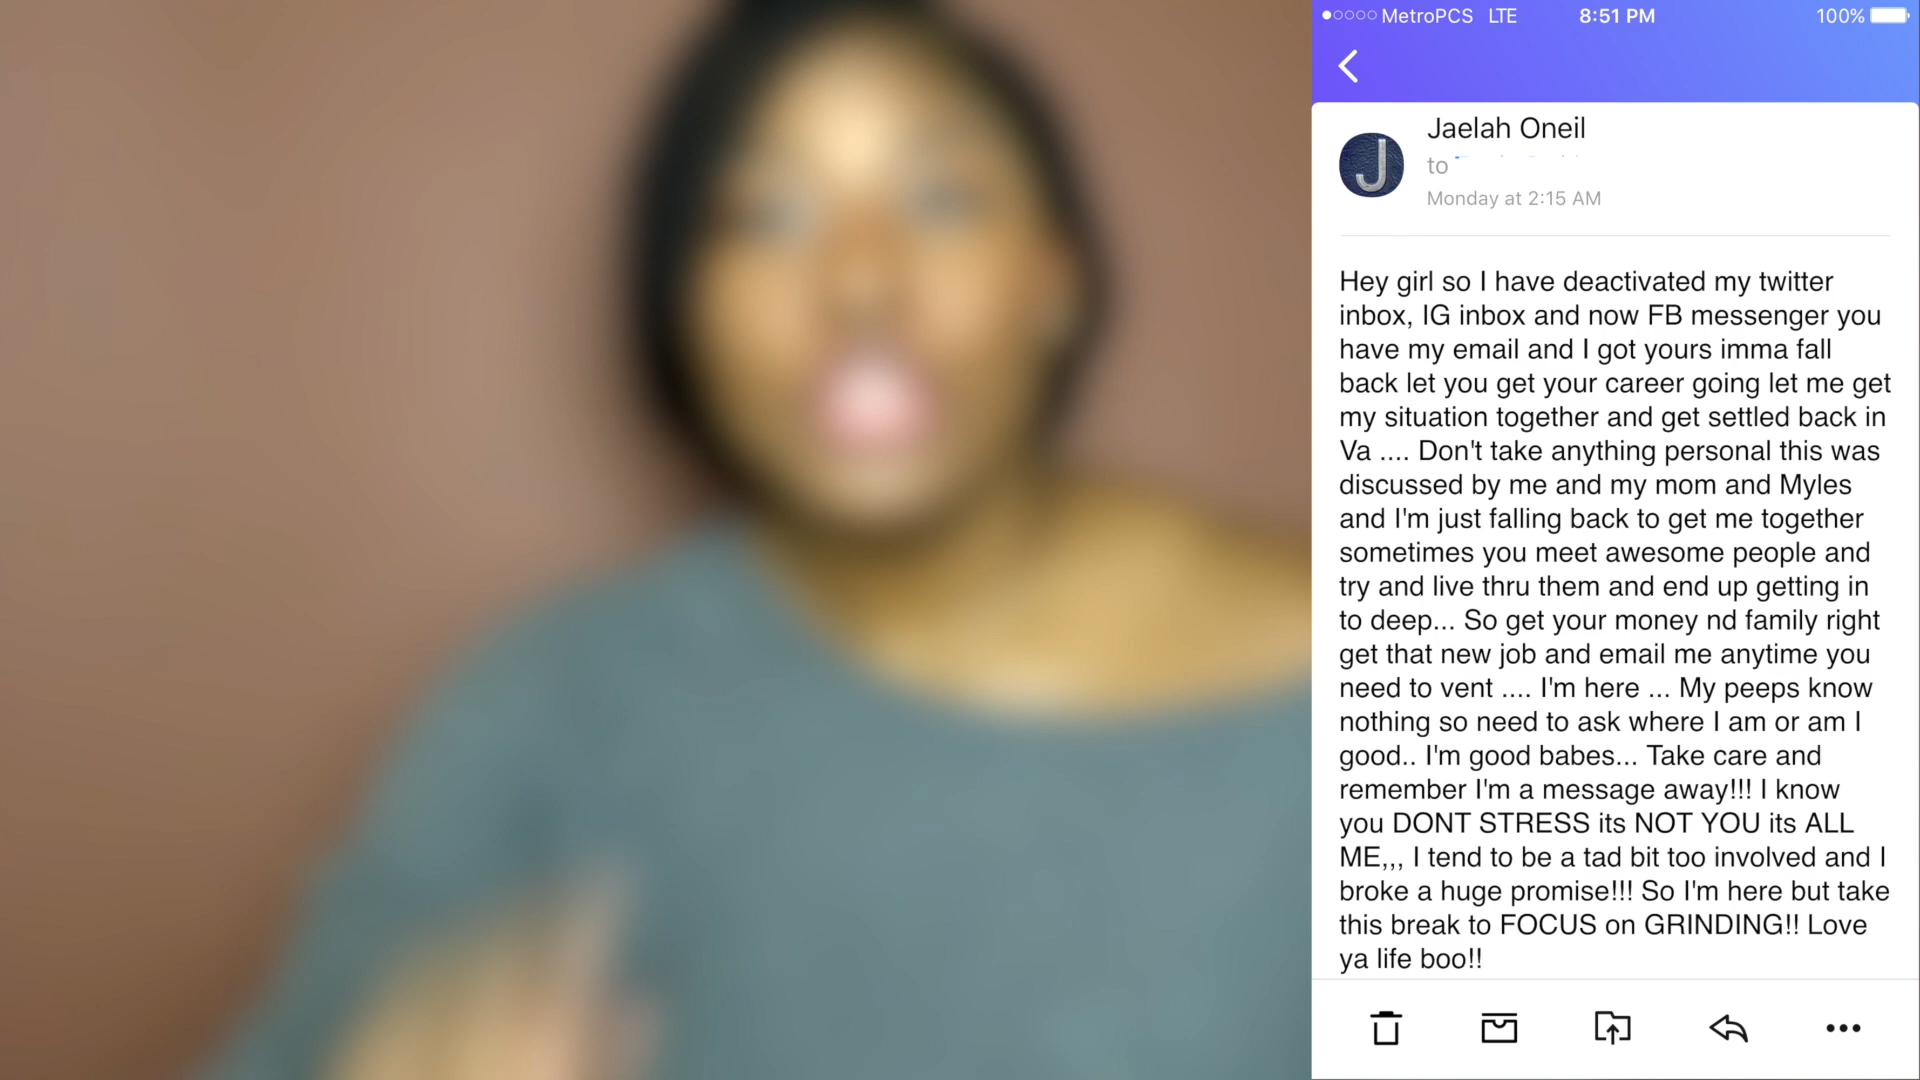 MetroPCS LTE 8:51 PM 100%
Jaelah Oneil
to
Monday at 2:15 AM
Hey girl so I have deactivated my twitter
inbox, IG inbox and now FB messenger you
have my email and I got yours imma fall
back let you get your career going let me get
my situation together and get settled back in
Va .... Don't take anything personal this was
discussed by me and my mom and Myles
and I'm just falling back to get me together
sometimes you meet awesome people and
try and live thru them and end up getting in
to deep... So get your money nd family right
get that new job and email me anytime you
need to vent .... I'm here ... My peeps know
nothing so need to ask where I am or am I
good.. I'm good babes... Take care and
remember I'm a message away!!! I know
you DONT STRESS its NOT YOU its ALL
ME,,, I tend to be a tad bit too involved and I
broke a huge promise!!! So I'm here but take
this break to FOCUS on GRINDING!! Love
ya life boo!!